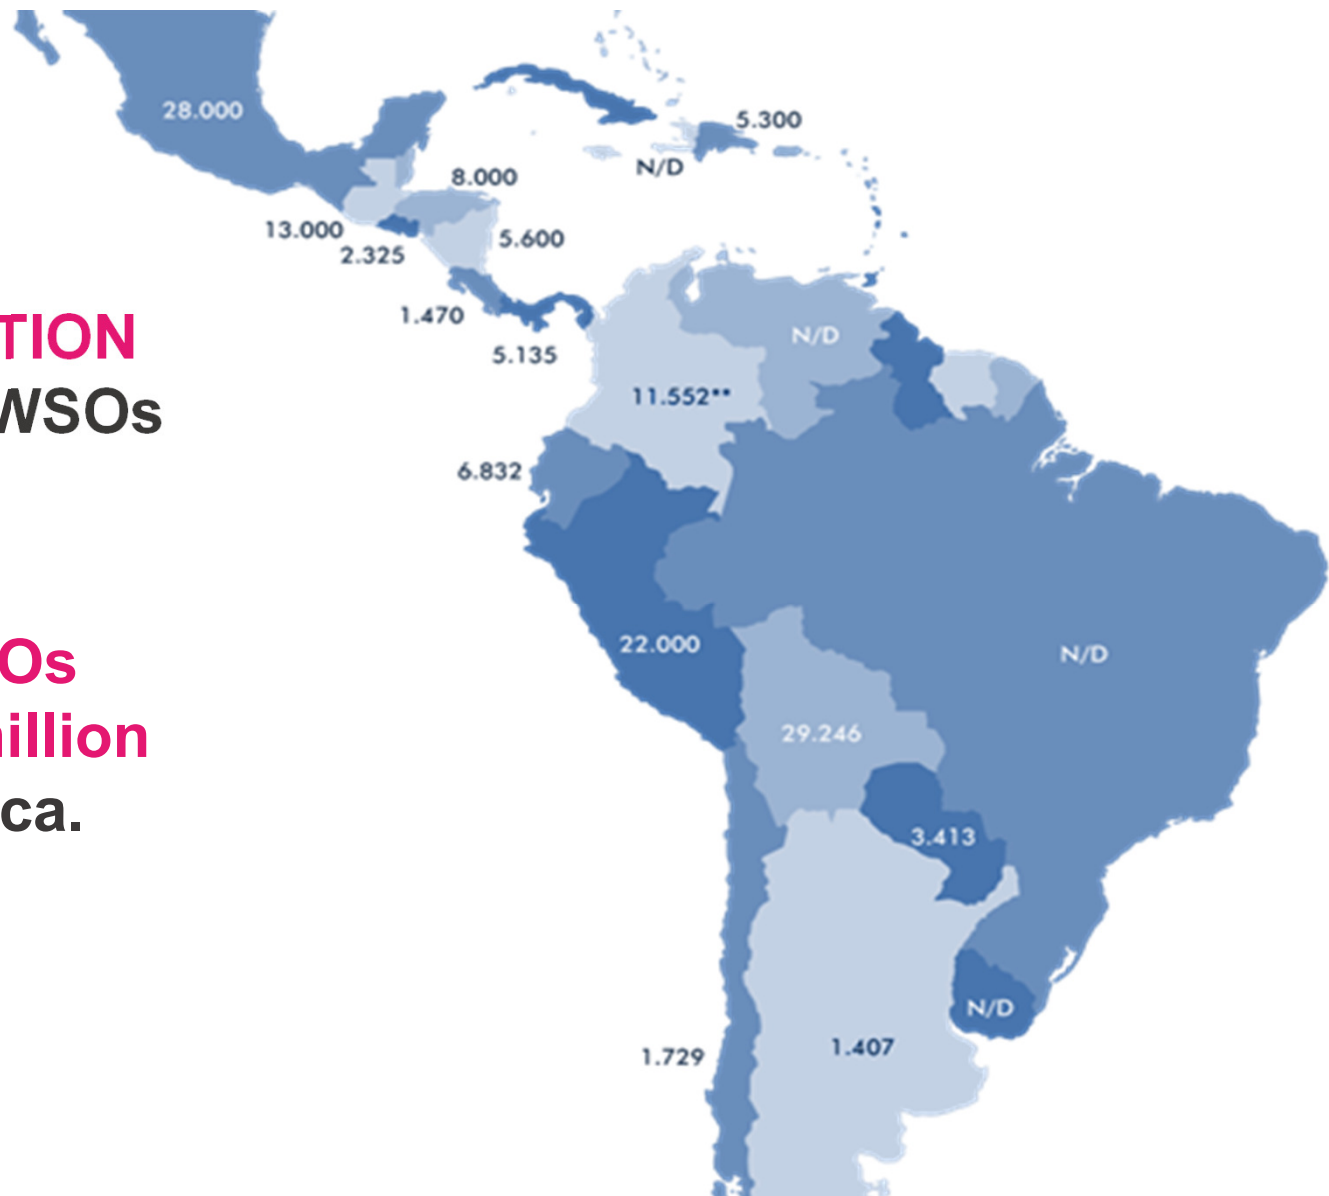 28.000
5.300
N/D
8.000
13.000
5.600
2.325
1.470
TION
5.135
N/D
11.552**
WSOs
6.832
22.000
Os
N/D
illion
29.246
ca.
3.413
N/D
1.729
1.407